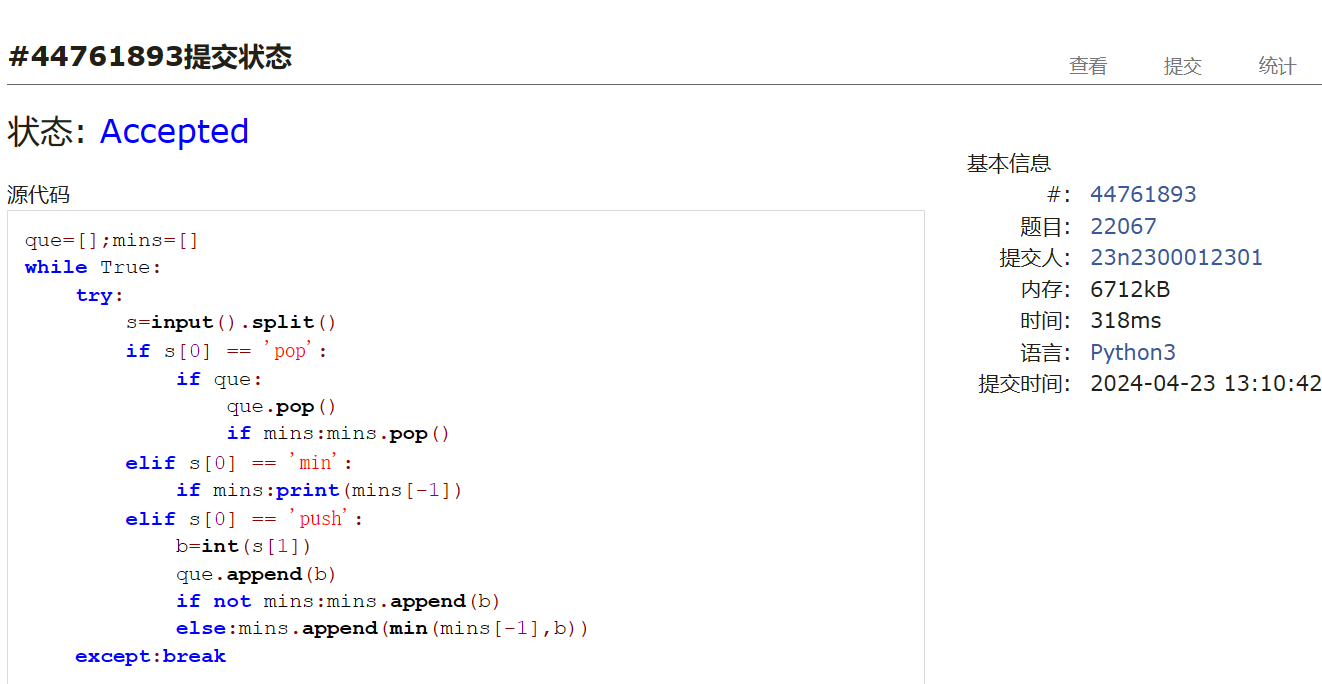 #44761893提交状态
查看 提交 统计
状态: Accepted
源代码
que=[];mins=[]
while True:
    try:
        s=input().split()
        if s[0] == 'pop':
            if que:
                que.pop()
                if mins:mins.pop()
        elif s[0] == 'min':
            if mins:print(mins[-1])
        elif s[0] == 'push':
            b=int(s[1])
            que.append(b)
            if not mins:mins.append(b)
            else:mins.append(min(mins[-1],b))
    except:break
基本信息
#: 44761893
题目: 22067
提交人: 23n2300012301
内存: 6712kB
时间: 318ms
语言: Python3
提交时间: 2024-04-23 13:10:42